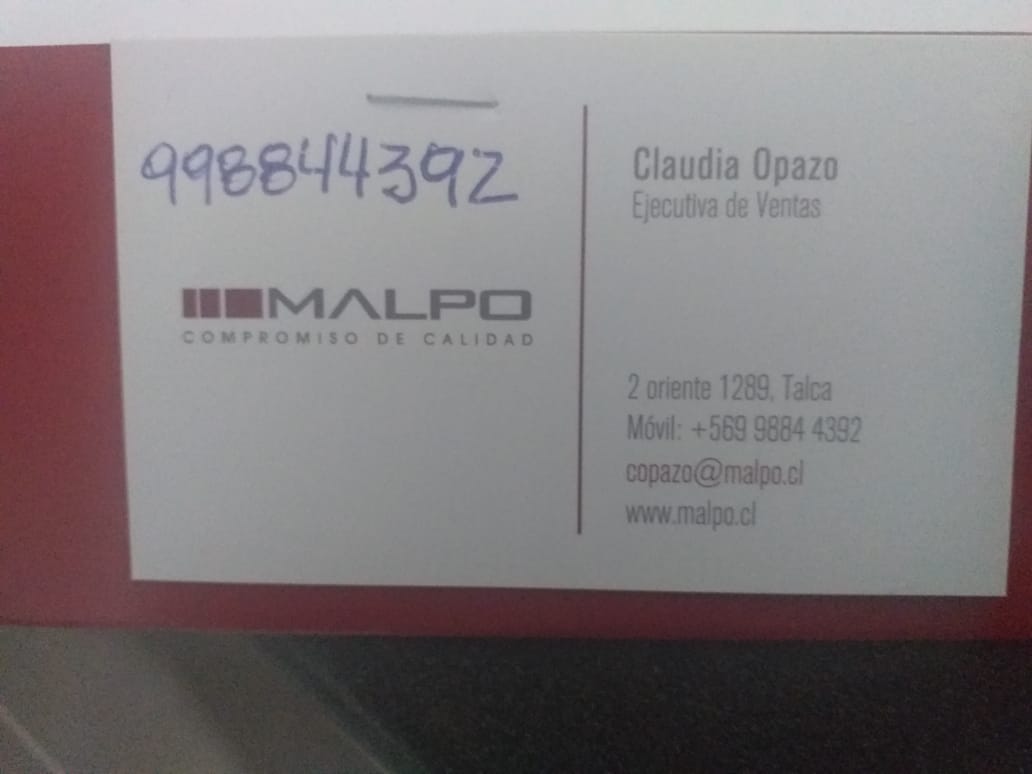 998844392
MALPO
COMPROMISO DE CALIDAD
Claudia Opazo
Ejecutiva de Ventas
2 oriente 1289, Talca
Móvil: +569 9884 4392
copazo@malpo.cl
www.malpo.cl